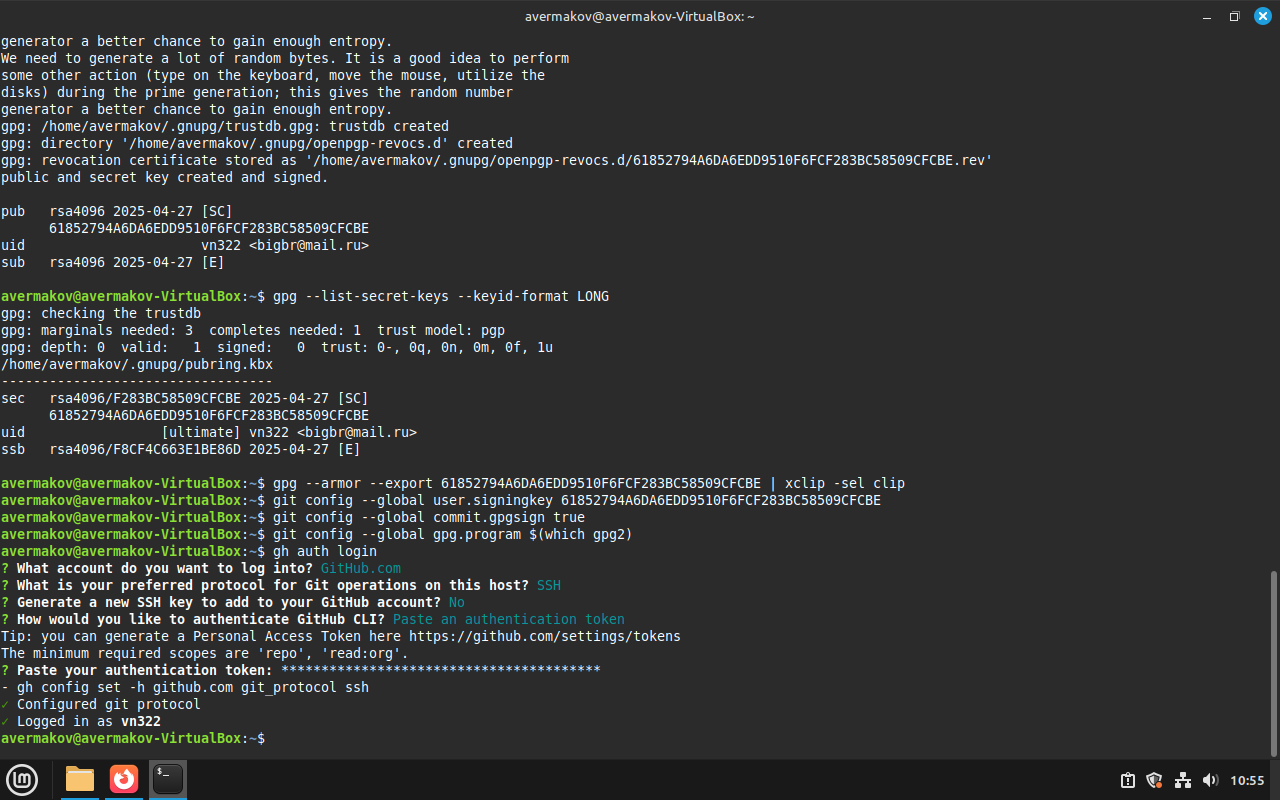 avermakov@avermakov-VirtualBox: ~
generator a better chance to gain enough entropy.
We need to generate a lot of random bytes. It is a good idea to perform
some other action (type on the keyboard, move the mouse, utilize the
disks) during the prime generation; this gives the random number
generator a better chance to gain enough entropy.
gpg: /home/avermakov/.gnupg/trustdb.gpg: trustdb created
gpg: directory '/home/avermakov/.gnupg/openpgp-revocs.d' created
gpg: revocation certificate stored as '/home/avermakov/.gnupg/openpgp-revocs.d/61852794A6DA6EDD9510F6FCF283BC58509CFCBE.rev'
public and secret key created and signed.

pub   rsa4096 2025-04-27 [SC]
      61852794A6DA6EDD9510F6FCF283BC58509CFCBE
uid                      vn322 <bigbr@mail.ru>
sub   rsa4096 2025-04-27 [E]

avermakov@avermakov-VirtualBox:~$ gpg --list-secret-keys --keyid-format LONG
gpg: checking the trustdb
gpg: marginals needed: 3  completes needed: 1  trust model: pgp
gpg: depth: 0  valid:   1  signed:   0  trust: 0-, 0q, 0n, 0m, 0f, 1u
/home/avermakov/.gnupg/pubring.kbx
----------------------------------
sec   rsa4096/F283BC58509CFCBE 2025-04-27 [SC]
      61852794A6DA6EDD9510F6FCF283BC58509CFCBE
uid                 [ultimate] vn322 <bigbr@mail.ru>
ssb   rsa4096/F8CF4C663E1BE86D 2025-04-27 [E]

avermakov@avermakov-VirtualBox:~$ gpg --armor --export 61852794A6DA6EDD9510F6FCF283BC58509CFCBE | xclip -sel clip
avermakov@avermakov-VirtualBox:~$ git config --global user.signingkey 61852794A6DA6EDD9510F6FCF283BC58509CFCBE
avermakov@avermakov-VirtualBox:~$ git config --global commit.gpgsign true
avermakov@avermakov-VirtualBox:~$ git config --global gpg.program $(which gpg2)
avermakov@avermakov-VirtualBox:~$ gh auth login
? What account do you want to log into? GitHub.com
? What is your preferred protocol for Git operations on this host? SSH
? Generate a new SSH key to add to your GitHub account? No
? How would you like to authenticate GitHub CLI? Paste an authentication token
Tip: you can generate a Personal Access Token here https://github.com/settings/tokens
The minimum required scopes are 'repo', 'read:org'.
? Paste your authentication token: ****************************************
- gh config set -h github.com git_protocol ssh
✓ Configured git protocol
✓ Logged in as vn322
avermakov@avermakov-VirtualBox:~$
10:55